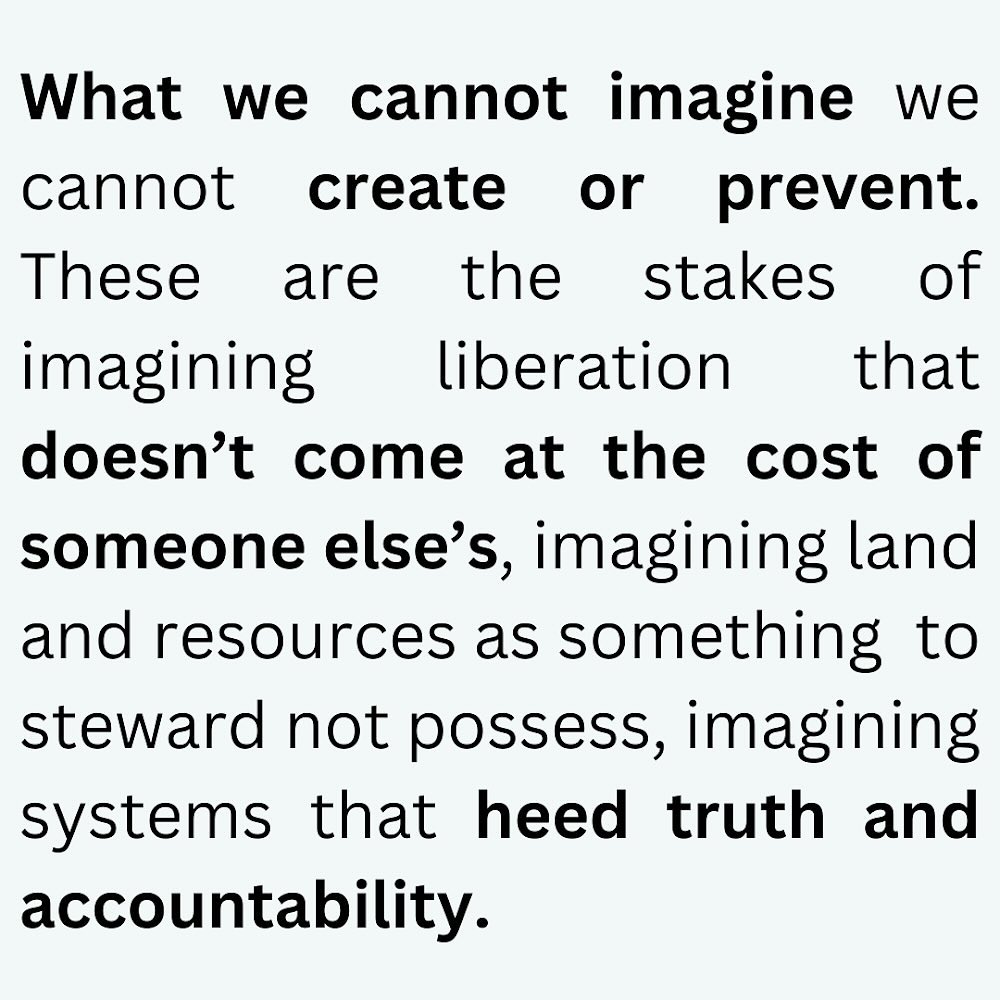 What we cannot imagine we
cannot create or prevent.
These are the stakes of
imagining liberation that
doesn’t come at the cost of
someone else’s, imagining land
and resources as something to
steward not possess, imagining
systems that heed truth and
accountability.